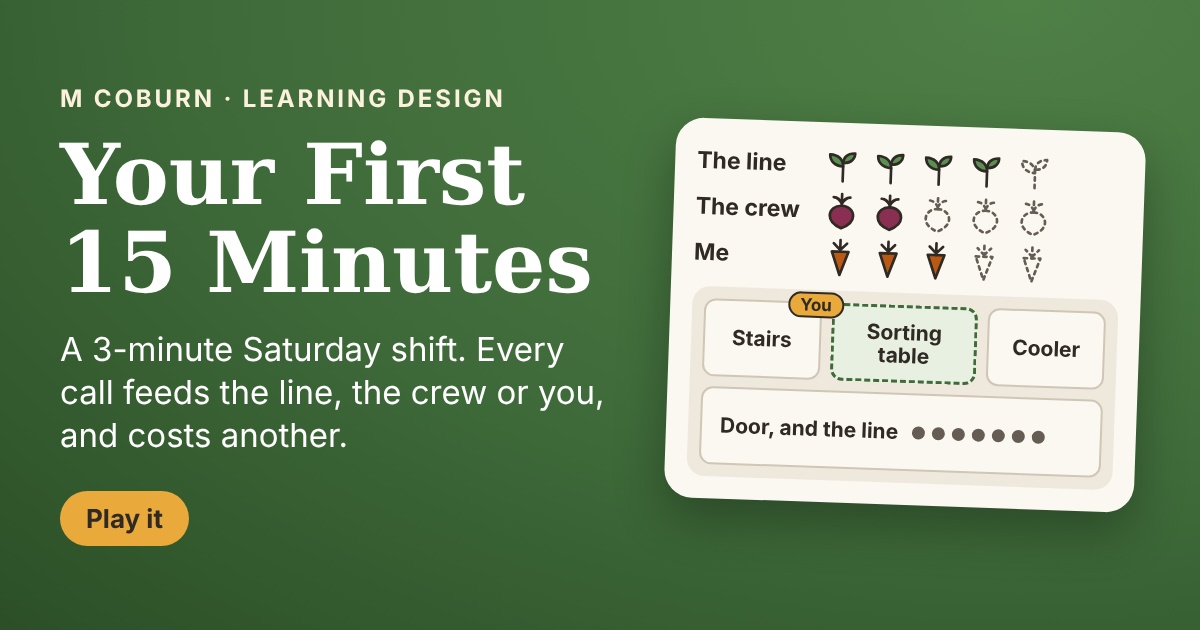 M COBURN · LEARNING DESIGN
Your First
15 Minutes
A 3-minute Saturday shift. Every
call feeds the line, the crew or you,
and costs another.
Play it
The line
The crew
Me
You
Stairs
Sorting
table
Cooler
Door, and the line